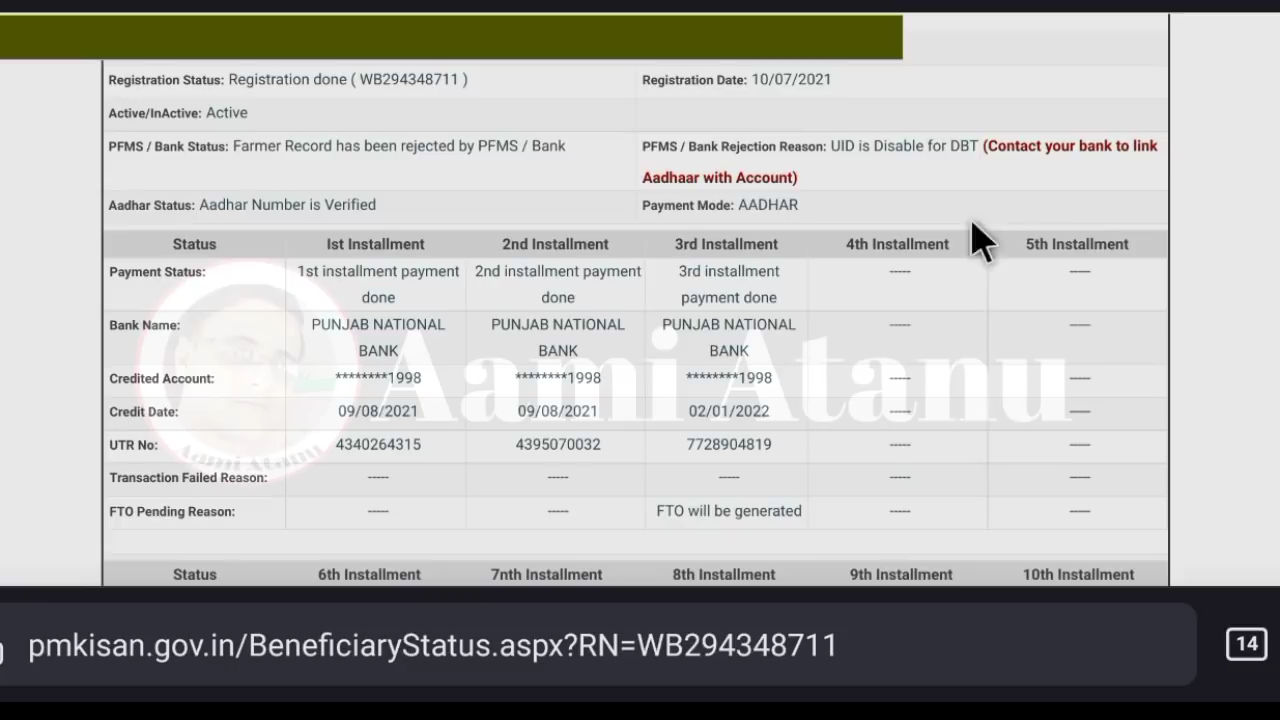 Registration Status: Registration done ( WB294348711 ) Registration Date: 10/07/2021
Active/InActive: Active
PFMS / Bank Status: Farmer Record has been rejected by PFMS / Bank PFMS / Bank Rejection Reason: UID is Disable for DBT (Contact your bank to link
Aadhaar with Account)
Aadhar Status: Aadhar Number is Verified Payment Mode: AADHAR
Status Ist Installment 2nd Installment 3rd Installment 4th Installment 5th Installment
Payment Status: 1st installment payment 2nd installment payment 3rd installment ----- -----
done done payment done
Bank Name: PUNJAB NATIONAL PUNJAB NATIONAL PUNJAB NATIONAL ----- -----
BANK BANK BANK
Aami Atanu
Credited Account: ********1998 ********1998 ********1998 ----- -----
Credit Date: 09/08/2021 09/08/2021 02/01/2022 ----- -----
UTR No: 4340264315 4395070032 7728904819 ----- -----
Aami Atanu
Transaction Failed Reason: ----- ----- ----- ----- -----
FTO Pending Reason: ----- ----- FTO will be generated ----- -----
Status 6th Installment 7nth Installment 8th Installment 9th Installment 10th Installment
pmkisan.gov.in/BeneficiaryStatus.aspx?RN=WB294348711 14